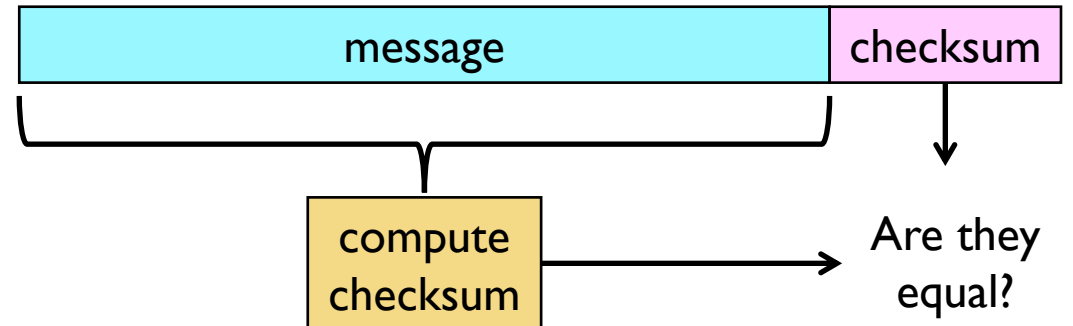 message
checksum
compute
checksum
Are they
equal?